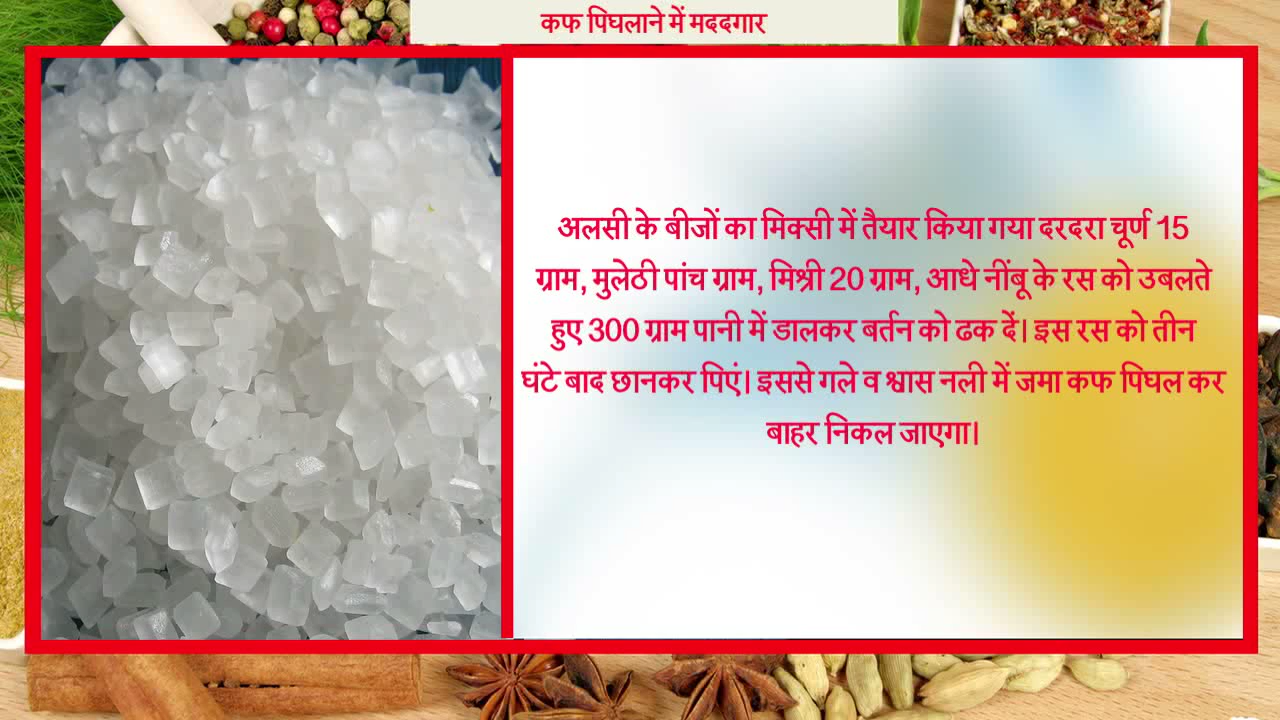 कफ पिघलाने में मददगार
अलसी के बीजों का मिक्सी में तैयार किया गया दरदरा चूर्ण 15
ग्राम, मुलेठी पांच ग्राम, मिश्री 20 ग्राम, आधे नींबू के रस को उबलते
हुए 300 ग्राम पानी में डालकर बर्तन को ढक दें। इस रस को तीन
घंटे बाद छानकर पिएं। इससे गले व श्वास नली में जमा कफ पिघल कर
बाहर निकल जाएगा।